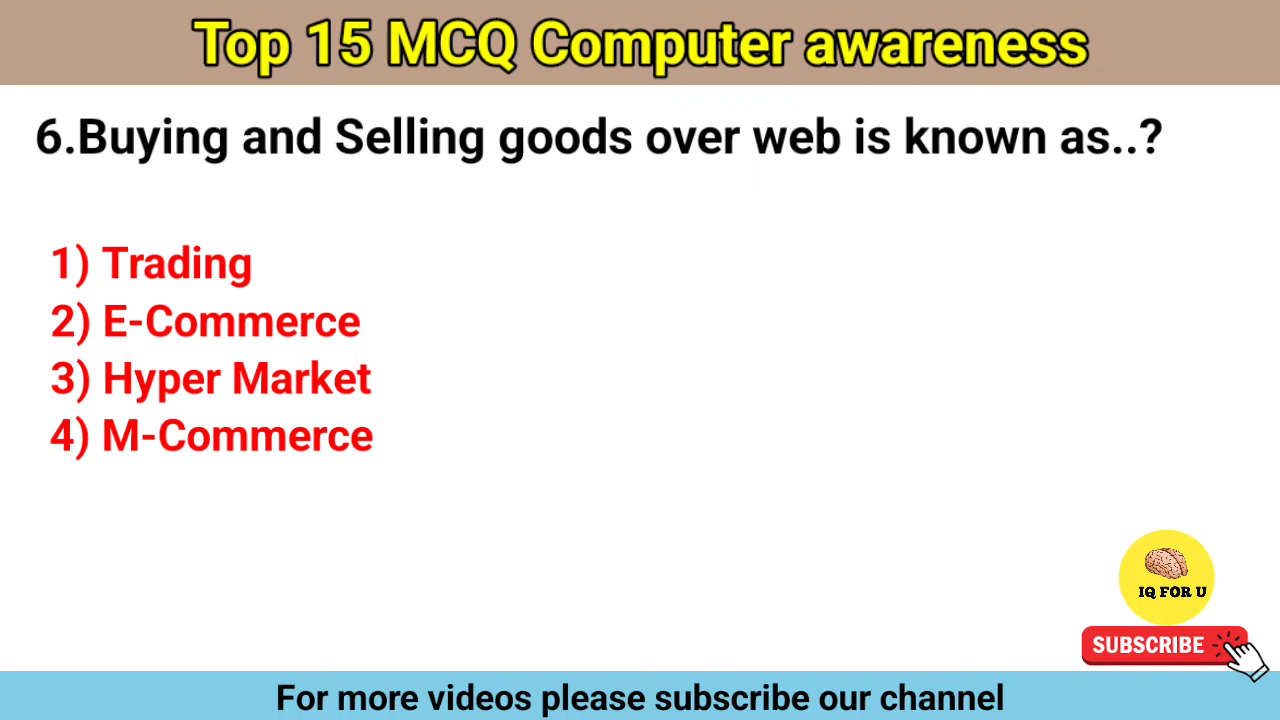 Top 15 MCQ Computer awareness
6.Buying and Selling goods over web is known as..?
1) Trading
2) E-Commerce
3) Hyper Market
4) M-Commerce
IQ FOR U
SUBSCRIBE
For more videos please subscribe our channel